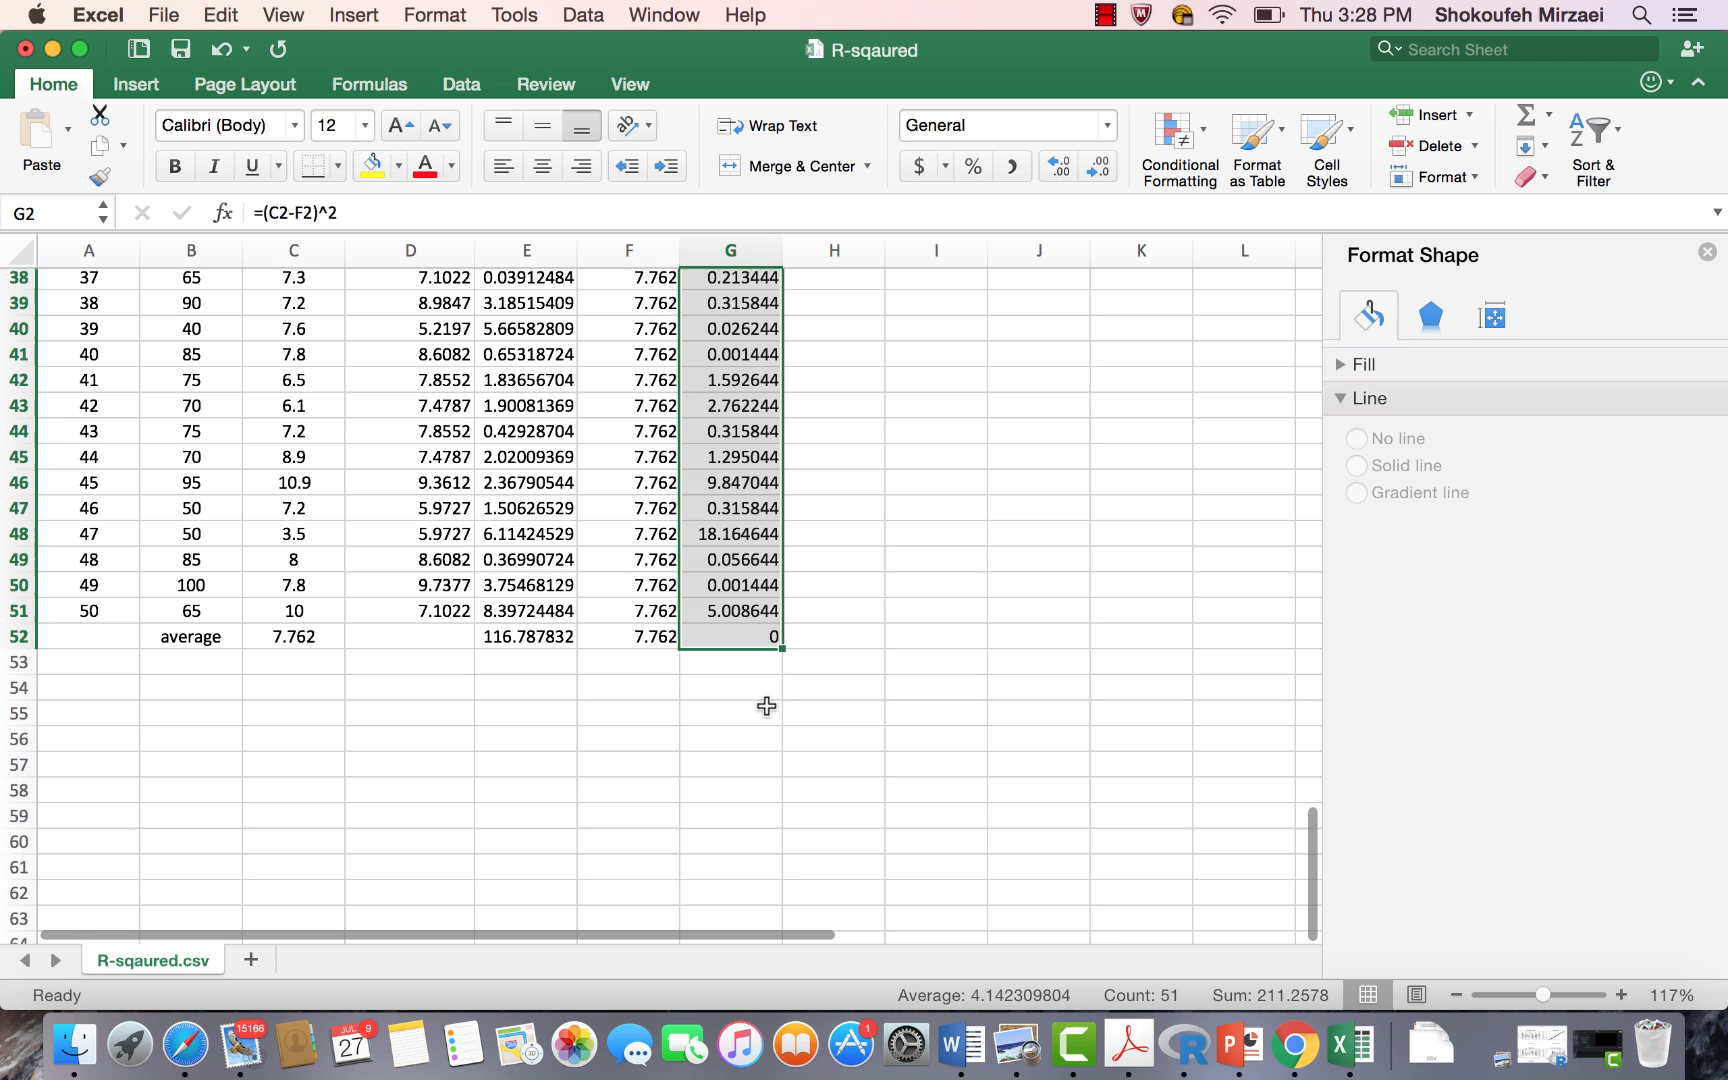 Excel File Edit View Insert Format Tools Data Window Help Thu 3:28 PM Shokoufeh Mirzaei
R-sqaured Search Sheet
Home Insert Page Layout Formulas Data Review View
Paste Calibri (Body) 12 A A Wrap Text General Conditional Formatting Format as Table Cell Styles Insert Delete Format Sort & Filter
B I U A Merge & Center $ % .0 .00 .00 .0
G2 fx =(C2-F2)^2
A B C D E F G H I J K L
38 37 65 7.3 7.1022 0.03912484 7.762 0.213444
39 38 90 7.2 8.9847 3.18515409 7.762 0.315844
40 39 40 7.6 5.2197 5.66582809 7.762 0.026244
41 40 85 7.8 8.6082 0.65318724 7.762 0.001444
42 41 75 6.5 7.8552 1.83656704 7.762 1.592644
43 42 70 6.1 7.4787 1.90081369 7.762 2.762244
44 43 75 7.2 7.8552 0.42928704 7.762 0.315844
45 44 70 8.9 7.4787 2.02009369 7.762 1.295044
46 45 95 10.9 9.3612 2.36790544 7.762 9.847044
47 46 50 7.2 5.9727 1.50626529 7.762 0.315844
48 47 50 3.5 5.9727 6.11424529 7.762 18.164644
49 48 85 8 8.6082 0.36990724 7.762 0.056644
50 49 100 7.8 9.7377 3.75468129 7.762 0.001444
51 50 65 10 7.1022 8.39724484 7.762 5.008644
52 average 7.762 116.787832 7.762 0
53
54
55
56
57
58
59
60
61
62
63
Format Shape
Fill
Line
No line
Solid line
Gradient line
R-sqaured.csv +
Ready Average: 4.142309804 Count: 51 Sum: 211.2578 117%
15166 JUL 27 9 1